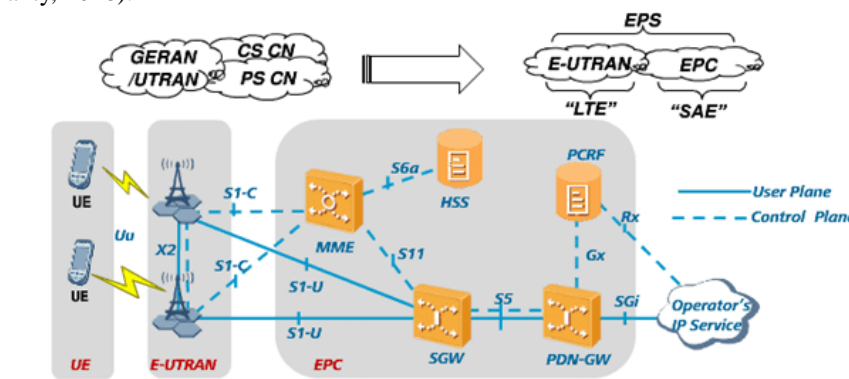 EPS
GERAN
/UTRAN
CS CN
PS CN
E-UTRAN
EPC
“LTE”
“SAE”
UE
UE
Uu
X2
S1-C
S1-C
S1-U
S1-U
MME
S6a
HSS
S11
SGW
S5
PCRF
Gx
Rx
PDN-GW
SGi
Operator's
IP Service
User Plane
Control Plane
UE
E-UTRAN
EPC